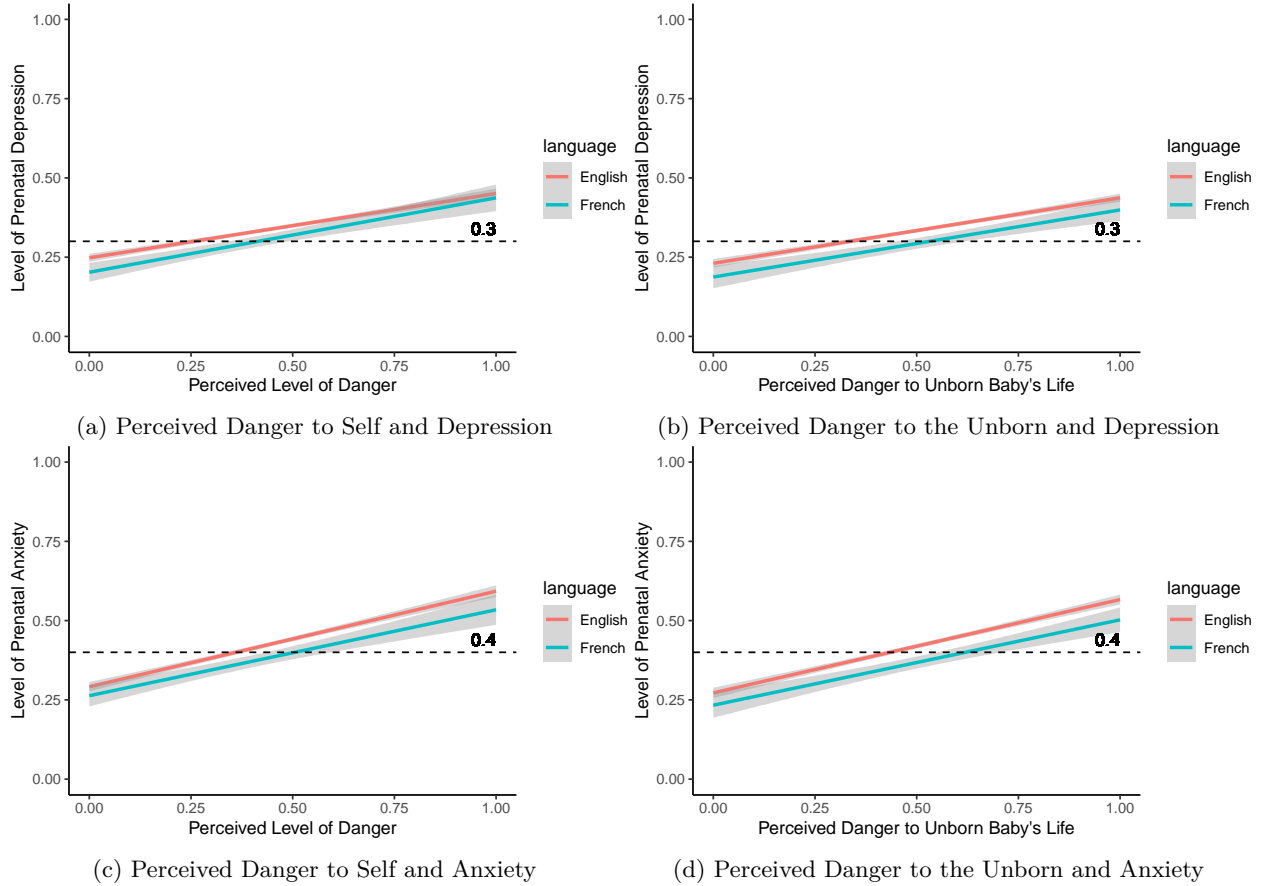 1.00
0.75
0.50
0.25
0.00
Level of Prenatal Depression
0.3
0.00 0.25 0.50 0.75 1.00
Perceived Level of Danger
language
English
French
(a) Perceived Danger to Self and Depression
1.00
0.75
0.50
0.25
0.00
Level of Prenatal Depression
0.3
0.00 0.25 0.50 0.75 1.00
Perceived Danger to Unborn Baby's Life
language
English
French
(b) Perceived Danger to the Unborn and Depression
1.00
0.75
0.50
0.25
0.00
Level of Prenatal Anxiety
0.4
0.00 0.25 0.50 0.75 1.00
Perceived Level of Danger
language
English
French
(c) Perceived Danger to Self and Anxiety
1.00
0.75
0.50
0.25
0.00
Level of Prenatal Anxiety
0.4
0.00 0.25 0.50 0.75 1.00
Perceived Danger to Unborn Baby's Life
language
English
French
(d) Perceived Danger to the Unborn and Anxiety